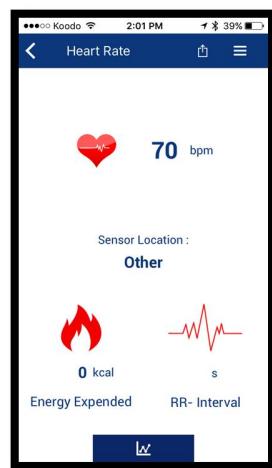 Koodo 2:01 PM 39%
Heart Rate
70 bpm
Sensor Location :
Other
0 kcal s
Energy Expended RR- Interval